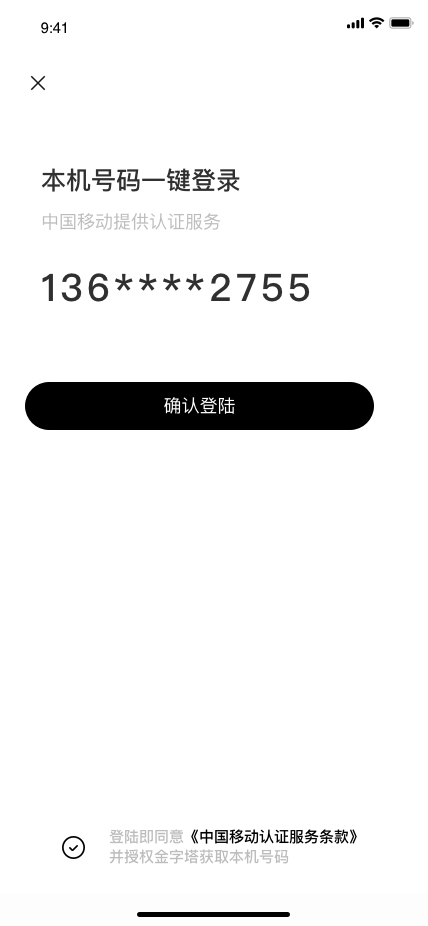 9:41
本机号码一键登录
中国移动提供认证服务
136****2755
确认登陆
登陆即同意《中国移动认证服务条款》
并授权金字塔获取本机号码